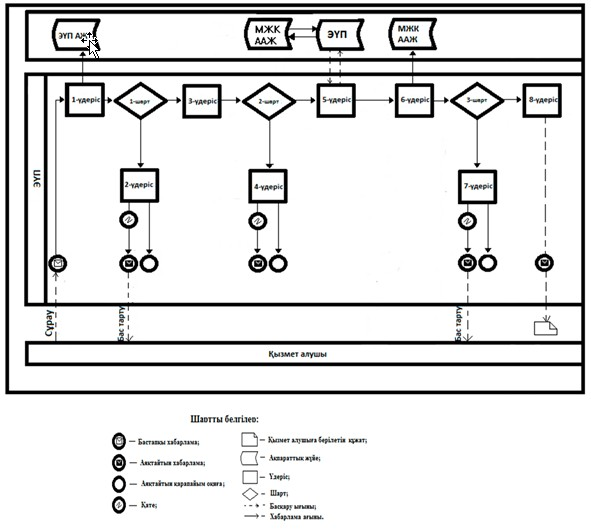 ЭҮП АЖ
МЖК
ААЖ
ЭҮП
МЖК
ААЖ
1-үдеріс
1-шарт
3-үдеріс
2-шарт
5-үдеріс
6-үдеріс
3-шарт
8-үдеріс
ЭҮП
2-үдеріс
4-үдеріс
7-үдеріс
Сұрау
Бас тарту
Бас тарту
Қызмет алушы
Шартты белгілер:
Бастапқы хабарлама;
Аяқтайтын хабарлама;
Аяқтайтын қарапайым оқиға;
Қате;
Қызмет алушыға берілетін құжат;
Ақпараттық жүйе;
Үдеріс;
Шарт;
Басқару ағыны;
Хабарлама ағыны.